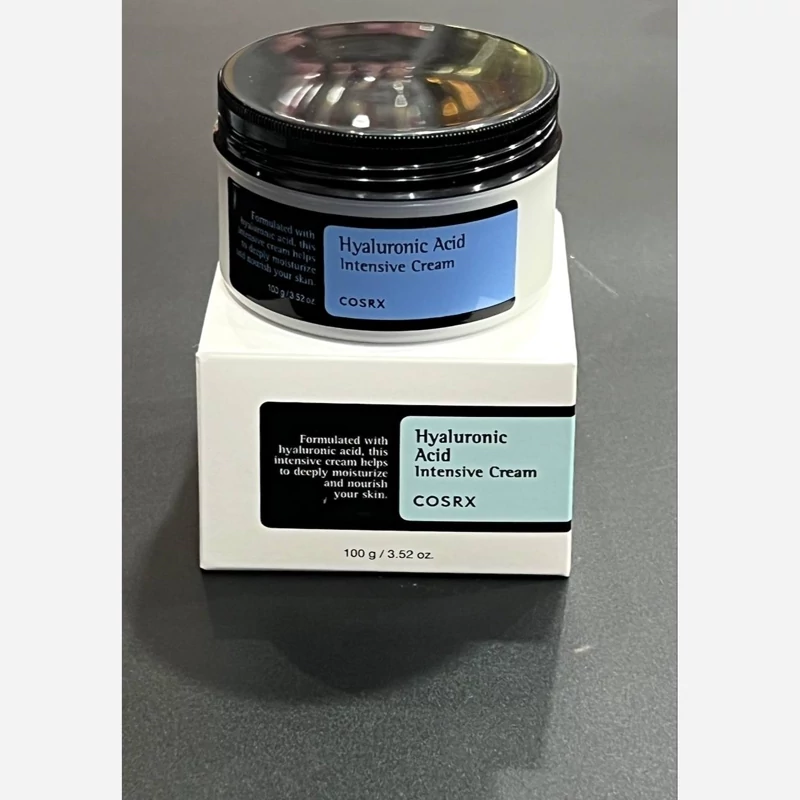 Formulated with
hyaluronic acid, this
intensive cream helps
to deeply moisturize
and nourish your skin.
100 g / 3.52 oz
Hyaluronic Acid
Intensive Cream
COSRX
Formulated with
hyaluronic acid, this
intensive cream helps
to deeply moisturize
and nourish
your skin.
Hyaluronic
Acid
Intensive Cream
COSRX
100 g / 3.52 oz.